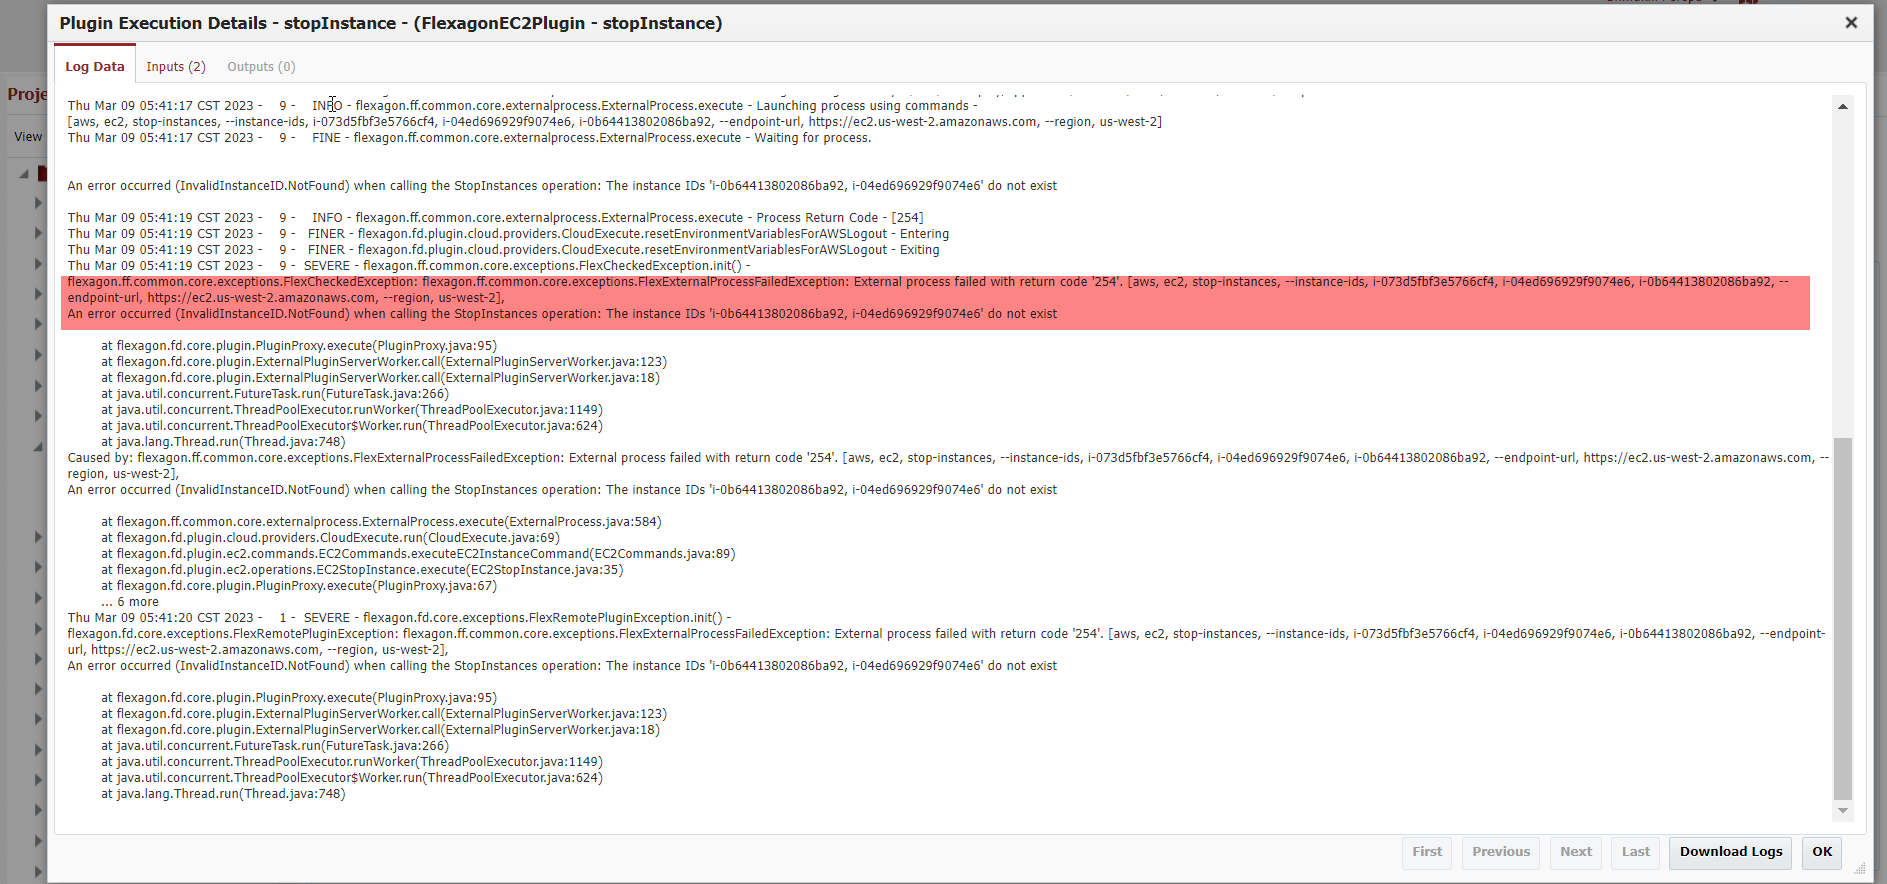 Plugin Execution Details - stopInstance - (FlexagonEC2Plugin - stopInstance)
Log Data Inputs (2) Outputs (0)
Proje
View
Thu Mar 09 05:41:17 CST 2023 - 9 - INFO - flexagon.ff.common.core.externalprocess.ExternalProcess.execute - Launching process using commands -
[aws, ec2, stop-instances, --instance-ids, i-073d5fbf3e5766cf4, i-04ed696929f9074e6, i-0b64413802086ba92, --endpoint-url, https://ec2.us-west-2.amazonaws.com, --region, us-west-2]
Thu Mar 09 05:41:17 CST 2023 - 9 - FINE - flexagon.ff.common.core.externalprocess.ExternalProcess.execute - Waiting for process.
An error occurred (InvalidInstanceID.NotFound) when calling the StopInstances operation: The instance IDs 'i-0b64413802086ba92, i-04ed696929f9074e6' do not exist
Thu Mar 09 05:41:19 CST 2023 - 9 - INFO - flexagon.ff.common.core.externalprocess.ExternalProcess.execute - Process Return Code - [254]
Thu Mar 09 05:41:19 CST 2023 - 9 - FINER - flexagon.fd.plugin.cloud.providers.CloudExecute.resetEnvironmentVariablesForAWSLogout - Entering
Thu Mar 09 05:41:19 CST 2023 - 9 - FINER - flexagon.fd.plugin.cloud.providers.CloudExecute.resetEnvironmentVariablesForAWSLogout - Exiting
Thu Mar 09 05:41:19 CST 2023 - 9 - SEVERE - flexagon.ff.common.core.exceptions.FlexCheckedException.init() -
flexagon.ff.common.core.exceptions.FlexCheckedException: flexagon.ff.common.core.exceptions.FlexExternalProcessFailedException: External process failed with return code '254'. [aws, ec2, stop-instances, --instance-ids, i-073d5fbf3e5766cf4, i-04ed696929f9074e6, i-0b64413802086ba92, --
endpoint-url, https://ec2.us-west-2.amazonaws.com, --region, us-west-2],
An error occurred (InvalidInstanceID.NotFound) when calling the StopInstances operation: The instance IDs 'i-0b64413802086ba92, i-04ed696929f9074e6' do not exist
at flexagon.fd.core.plugin.PluginProxy.execute(PluginProxy.java:95)
at flexagon.fd.core.plugin.ExternalPluginServerWorker.call(ExternalPluginServerWorker.java:123)
at flexagon.fd.core.plugin.ExternalPluginServerWorker.call(ExternalPluginServerWorker.java:18)
at java.util.concurrent.FutureTask.run(FutureTask.java:266)
at java.util.concurrent.ThreadPoolExecutor.runWorker(ThreadPoolExecutor.java:1149)
at java.util.concurrent.ThreadPoolExecutor$Worker.run(ThreadPoolExecutor.java:624)
at java.lang.Thread.run(Thread.java:748)
Caused by: flexagon.ff.common.core.exceptions.FlexExternalProcessFailedException: External process failed with return code '254'. [aws, ec2, stop-instances, --instance-ids, i-073d5fbf3e5766cf4, i-04ed696929f9074e6, i-0b64413802086ba92, --endpoint-url, https://ec2.us-west-2.amazonaws.com, --
region, us-west-2],
An error occurred (InvalidInstanceID.NotFound) when calling the StopInstances operation: The instance IDs 'i-0b64413802086ba92, i-04ed696929f9074e6' do not exist
at flexagon.ff.common.core.externalprocess.ExternalProcess.execute(ExternalProcess.java:584)
at flexagon.fd.plugin.cloud.providers.CloudExecute.run(CloudExecute.java:69)
at flexagon.fd.plugin.ec2.commands.EC2Commands.executeEC2InstanceCommand(EC2Commands.java:89)
at flexagon.fd.plugin.ec2.operations.EC2StopInstance.execute(EC2StopInstance.java:35)
at flexagon.fd.core.plugin.PluginProxy.execute(PluginProxy.java:67)
... 6 more
Thu Mar 09 05:41:20 CST 2023 - 1 - SEVERE - flexagon.fd.core.exceptions.FlexRemotePluginException.init() -
flexagon.fd.core.exceptions.FlexRemotePluginException: flexagon.ff.common.core.exceptions.FlexExternalProcessFailedException: External process failed with return code '254'. [aws, ec2, stop-instances, --instance-ids, i-073d5fbf3e5766cf4, i-04ed696929f9074e6, i-0b64413802086ba92, --endpoint-
url, https://ec2.us-west-2.amazonaws.com, --region, us-west-2],
An error occurred (InvalidInstanceID.NotFound) when calling the StopInstances operation: The instance IDs 'i-0b64413802086ba92, i-04ed696929f9074e6' do not exist
at flexagon.fd.core.plugin.PluginProxy.execute(PluginProxy.java:95)
at flexagon.fd.core.plugin.ExternalPluginServerWorker.call(ExternalPluginServerWorker.java:123)
at flexagon.fd.core.plugin.ExternalPluginServerWorker.call(ExternalPluginServerWorker.java:18)
at java.util.concurrent.FutureTask.run(FutureTask.java:266)
at java.util.concurrent.ThreadPoolExecutor.runWorker(ThreadPoolExecutor.java:1149)
at java.util.concurrent.ThreadPoolExecutor$Worker.run(ThreadPoolExecutor.java:624)
at java.lang.Thread.run(Thread.java:748)
First Previous Next Last Download Logs OK